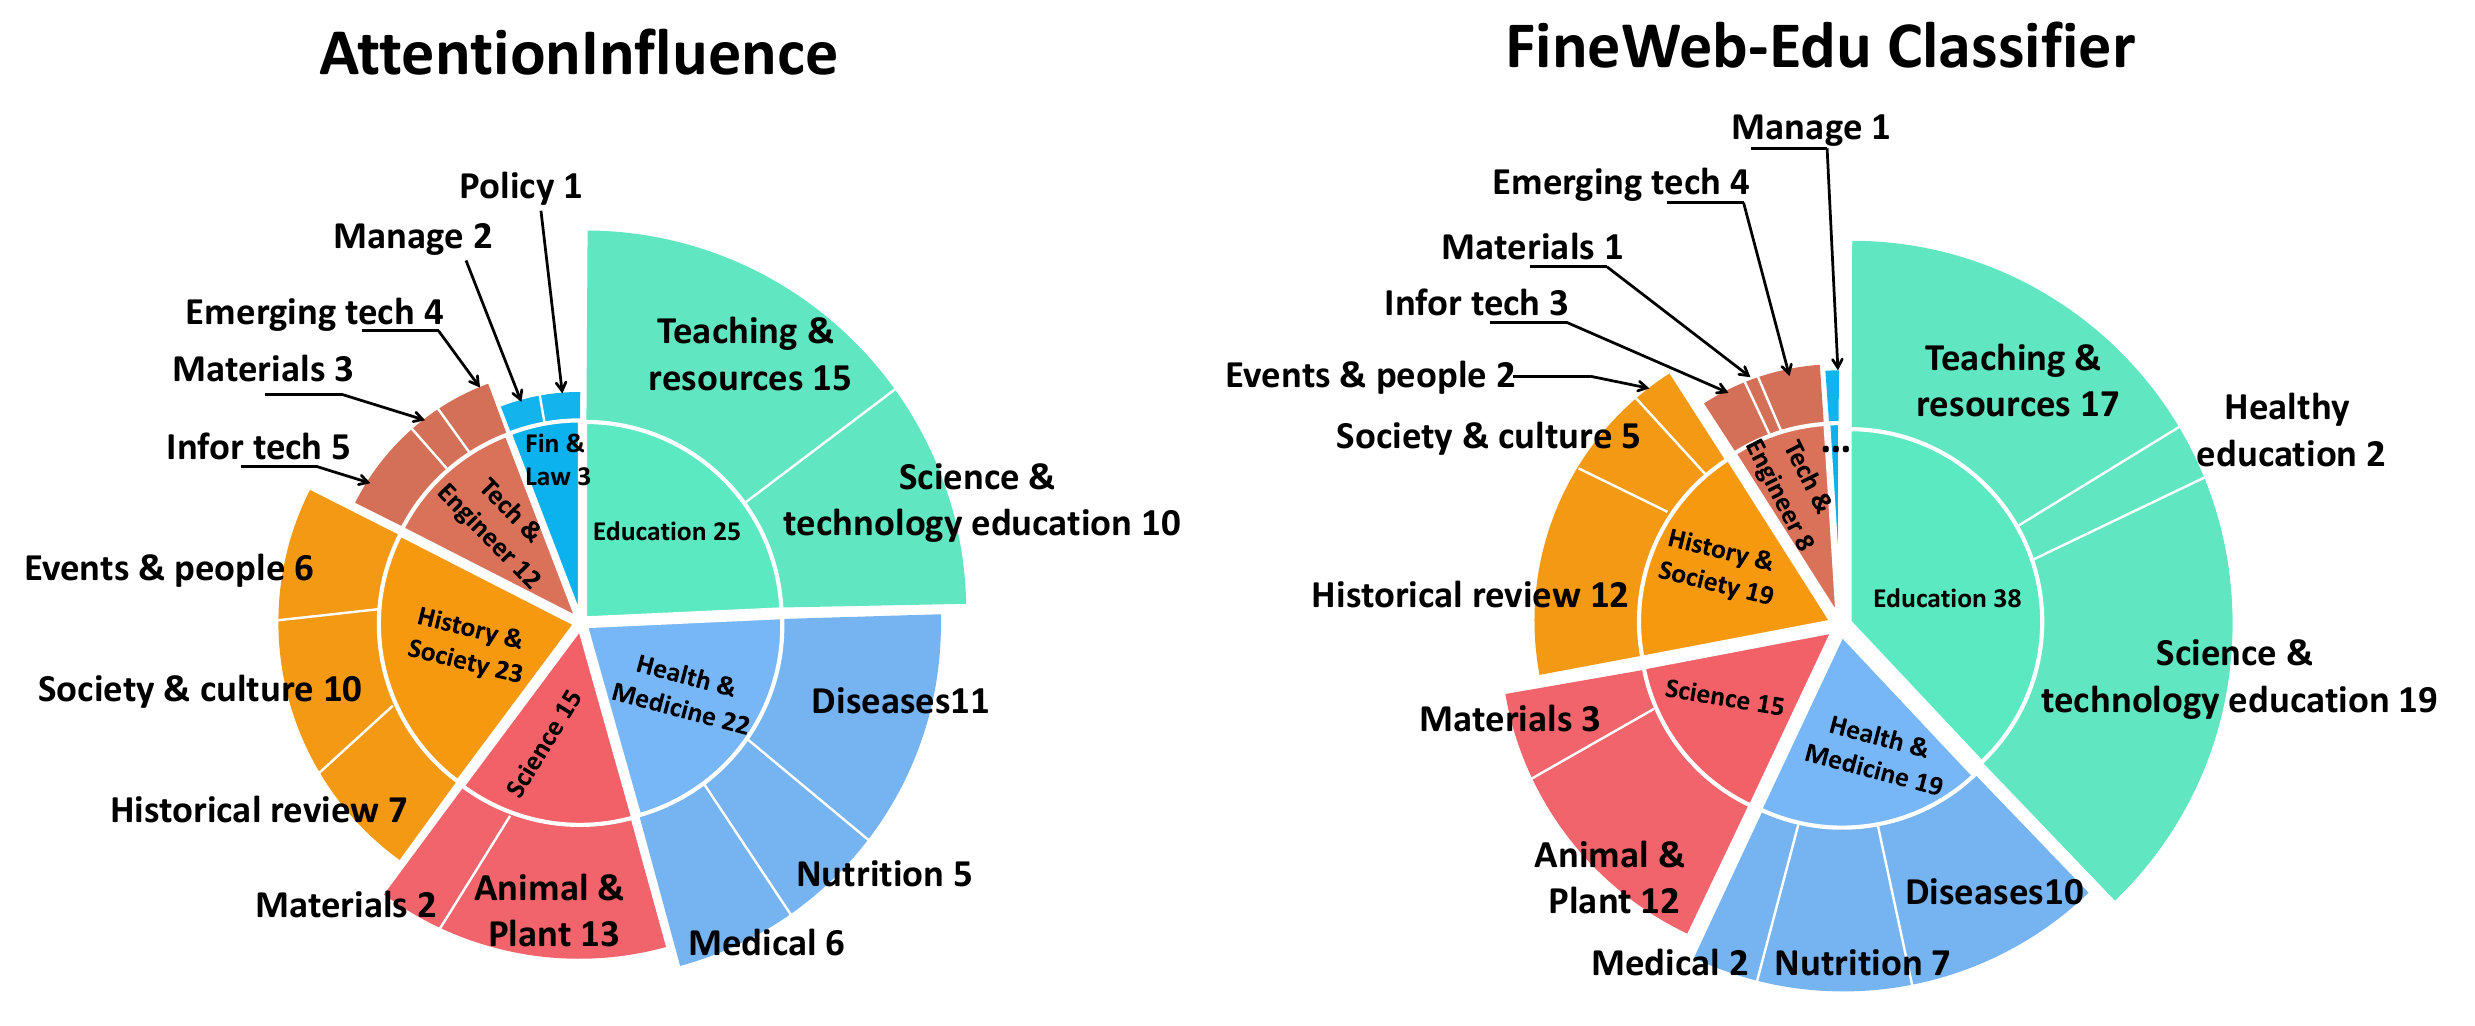 AttentionInfluence
Policy 1
Manage 2
Emerging tech 4
Materials 3
Infor tech 5
Events & people 6
Society & culture 10
Historical review 7
Materials 2
Animal &
Plant 13
Medical 6
Nutrition 5
Diseases11
Science &
technology education 10
Teaching &
resources 15
Fin &
Law 3
Tech &
Engineer 12
Education 25
History &
Society 23
Science 15
Health &
Medicine 22
FineWeb-Edu Classifier
Manage 1
Emerging tech 4
Materials 1
Infor tech 3
Events & people 2
Society & culture 5
Historical review 12
Materials 3
Animal &
Plant 12
Medical 2
Nutrition 7
Diseases10
Science &
technology education 19
Healthy
education 2
Teaching &
resources 17
...
Tech &
Engineer 8
History &
Society 19
Education 38
Science 15
Health &
Medicine 19